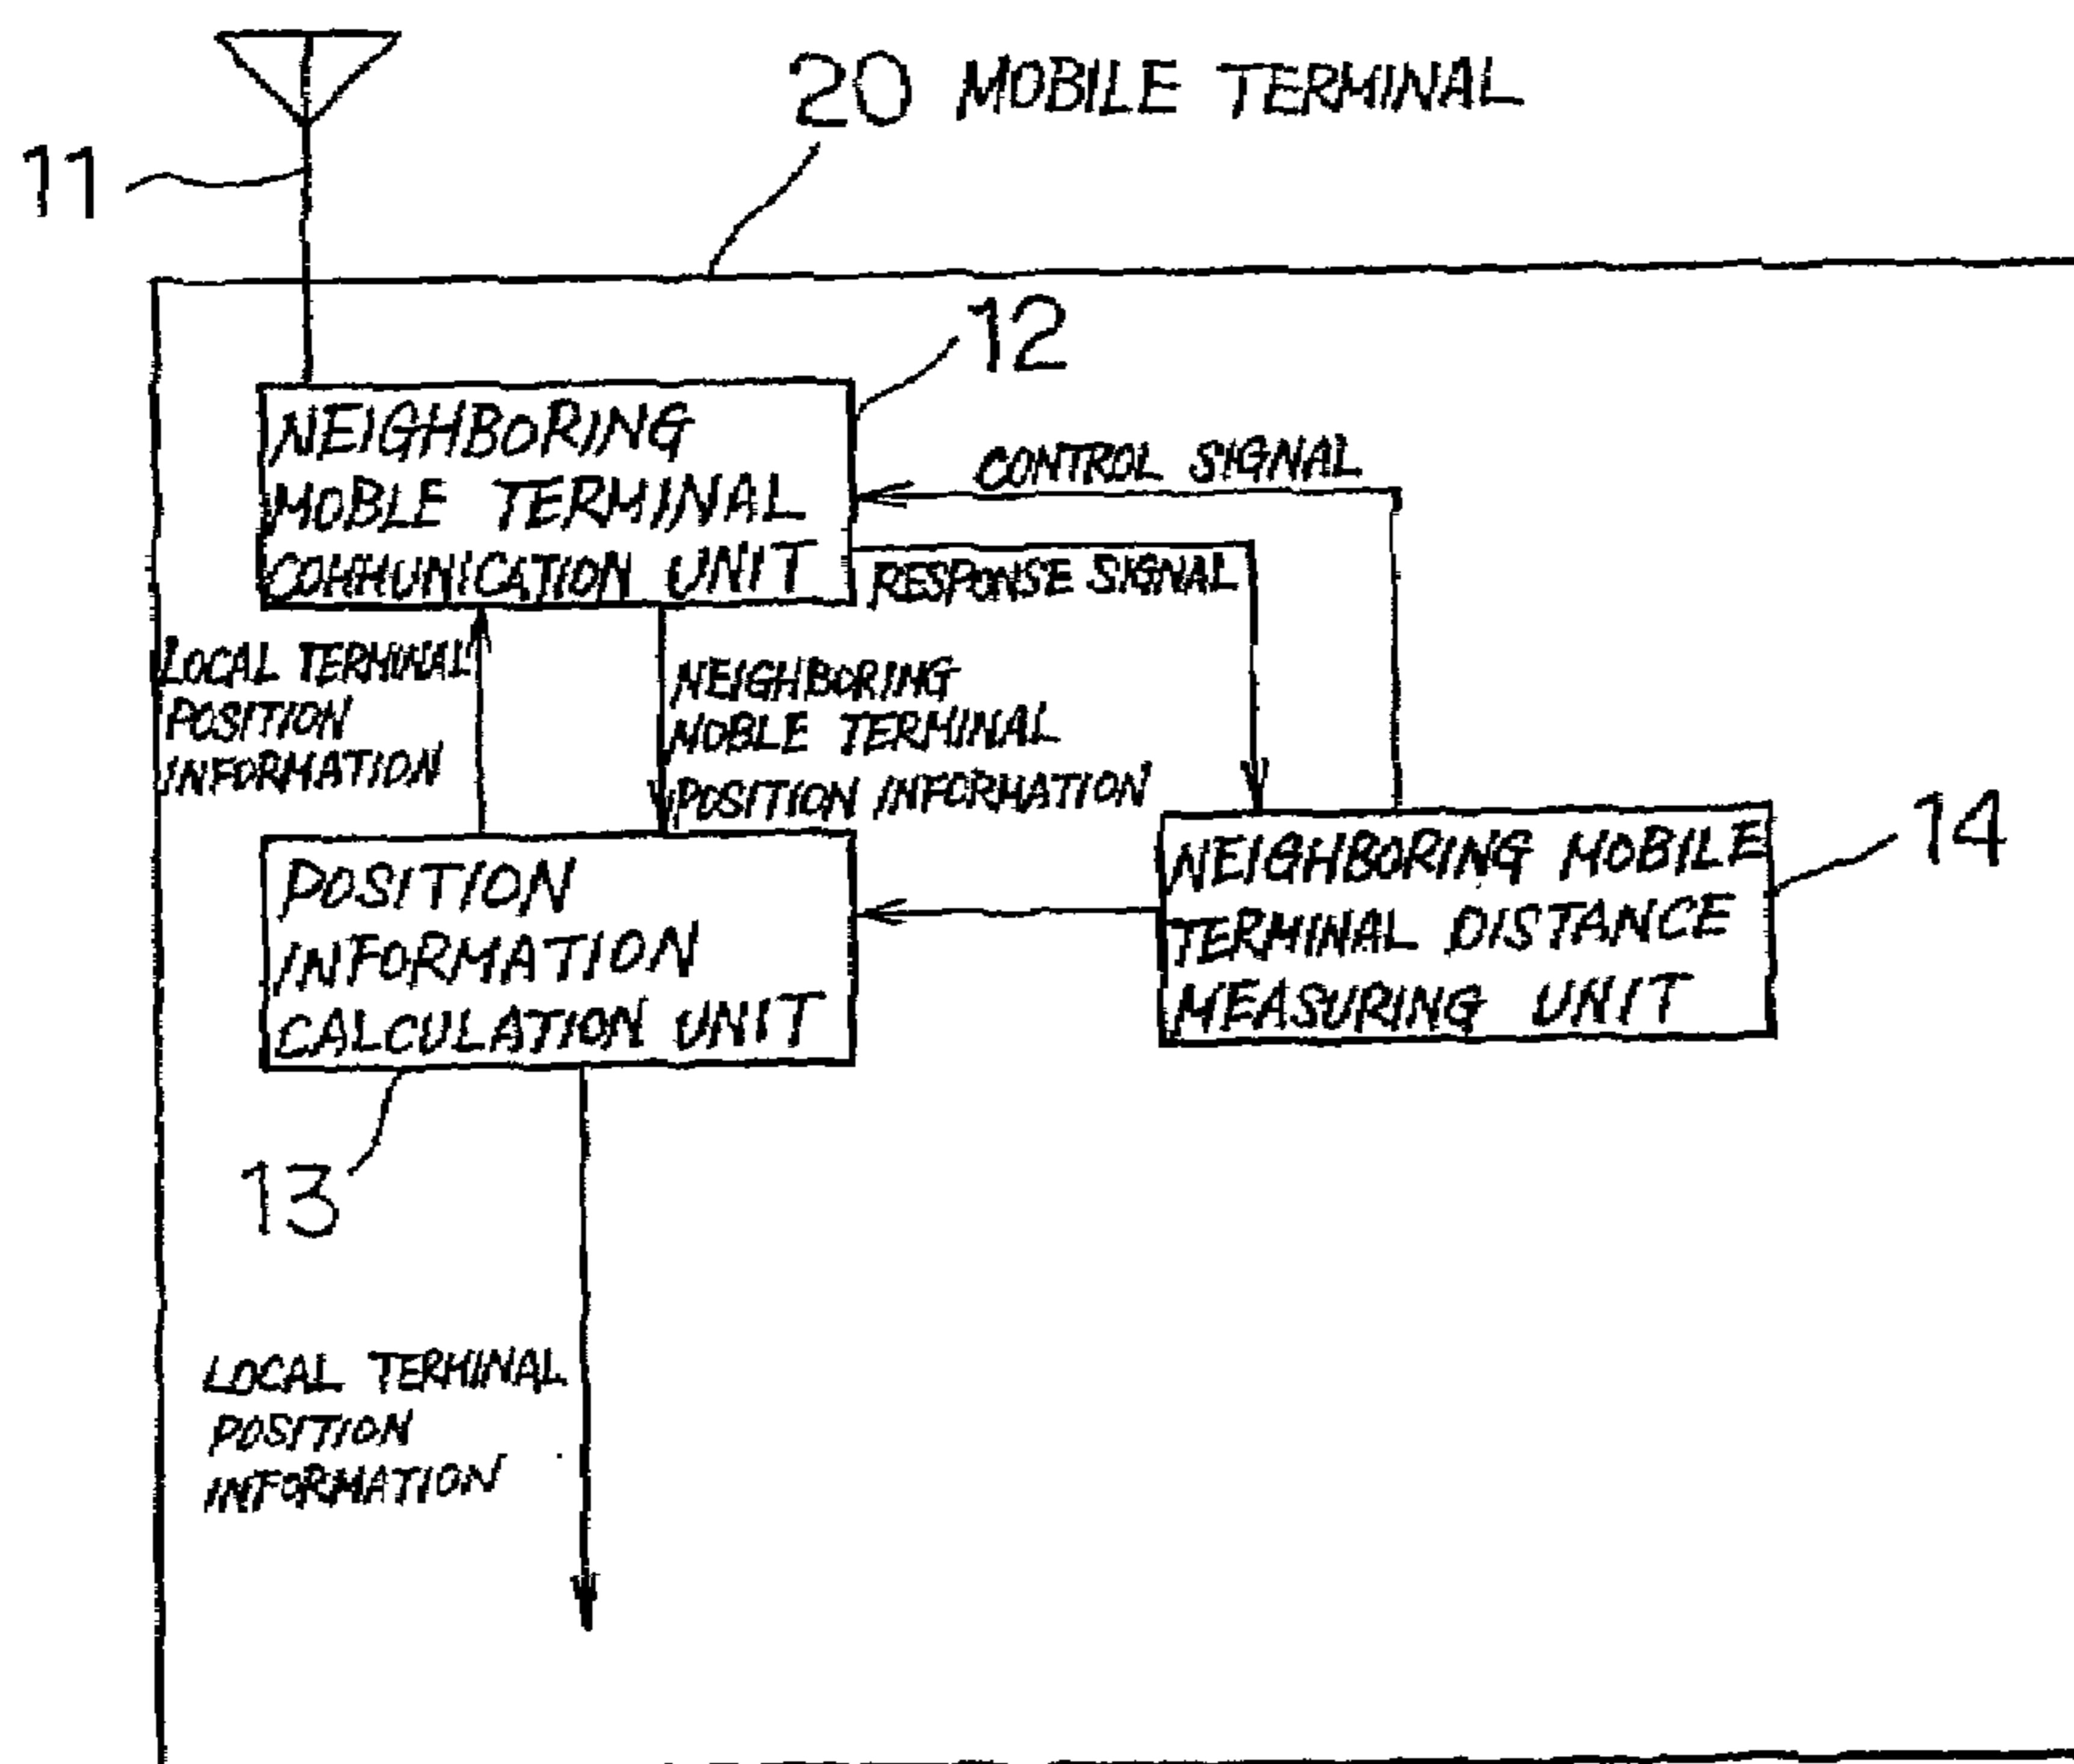 20 MOBILE TERMINAL
11
12
NEIGHBORING
MOBLE TERMINAL
COMMUNICATION UNIT
CONTROL SIGNAL
RESPONSE SIGNAL
LOCAL TERMINAL
POSITION
INFORMATION
NEIGHBORING
MOBLE TERMINAL
POSITION INFORMATION
POSITION
INFORMATION
CALCULATION UNIT
NEIGHBORING MOBILE
TERMINAL DISTANCE
MEASURING UNIT
14
13
LOCAL TERMINAL
POSITION
INFORMATION